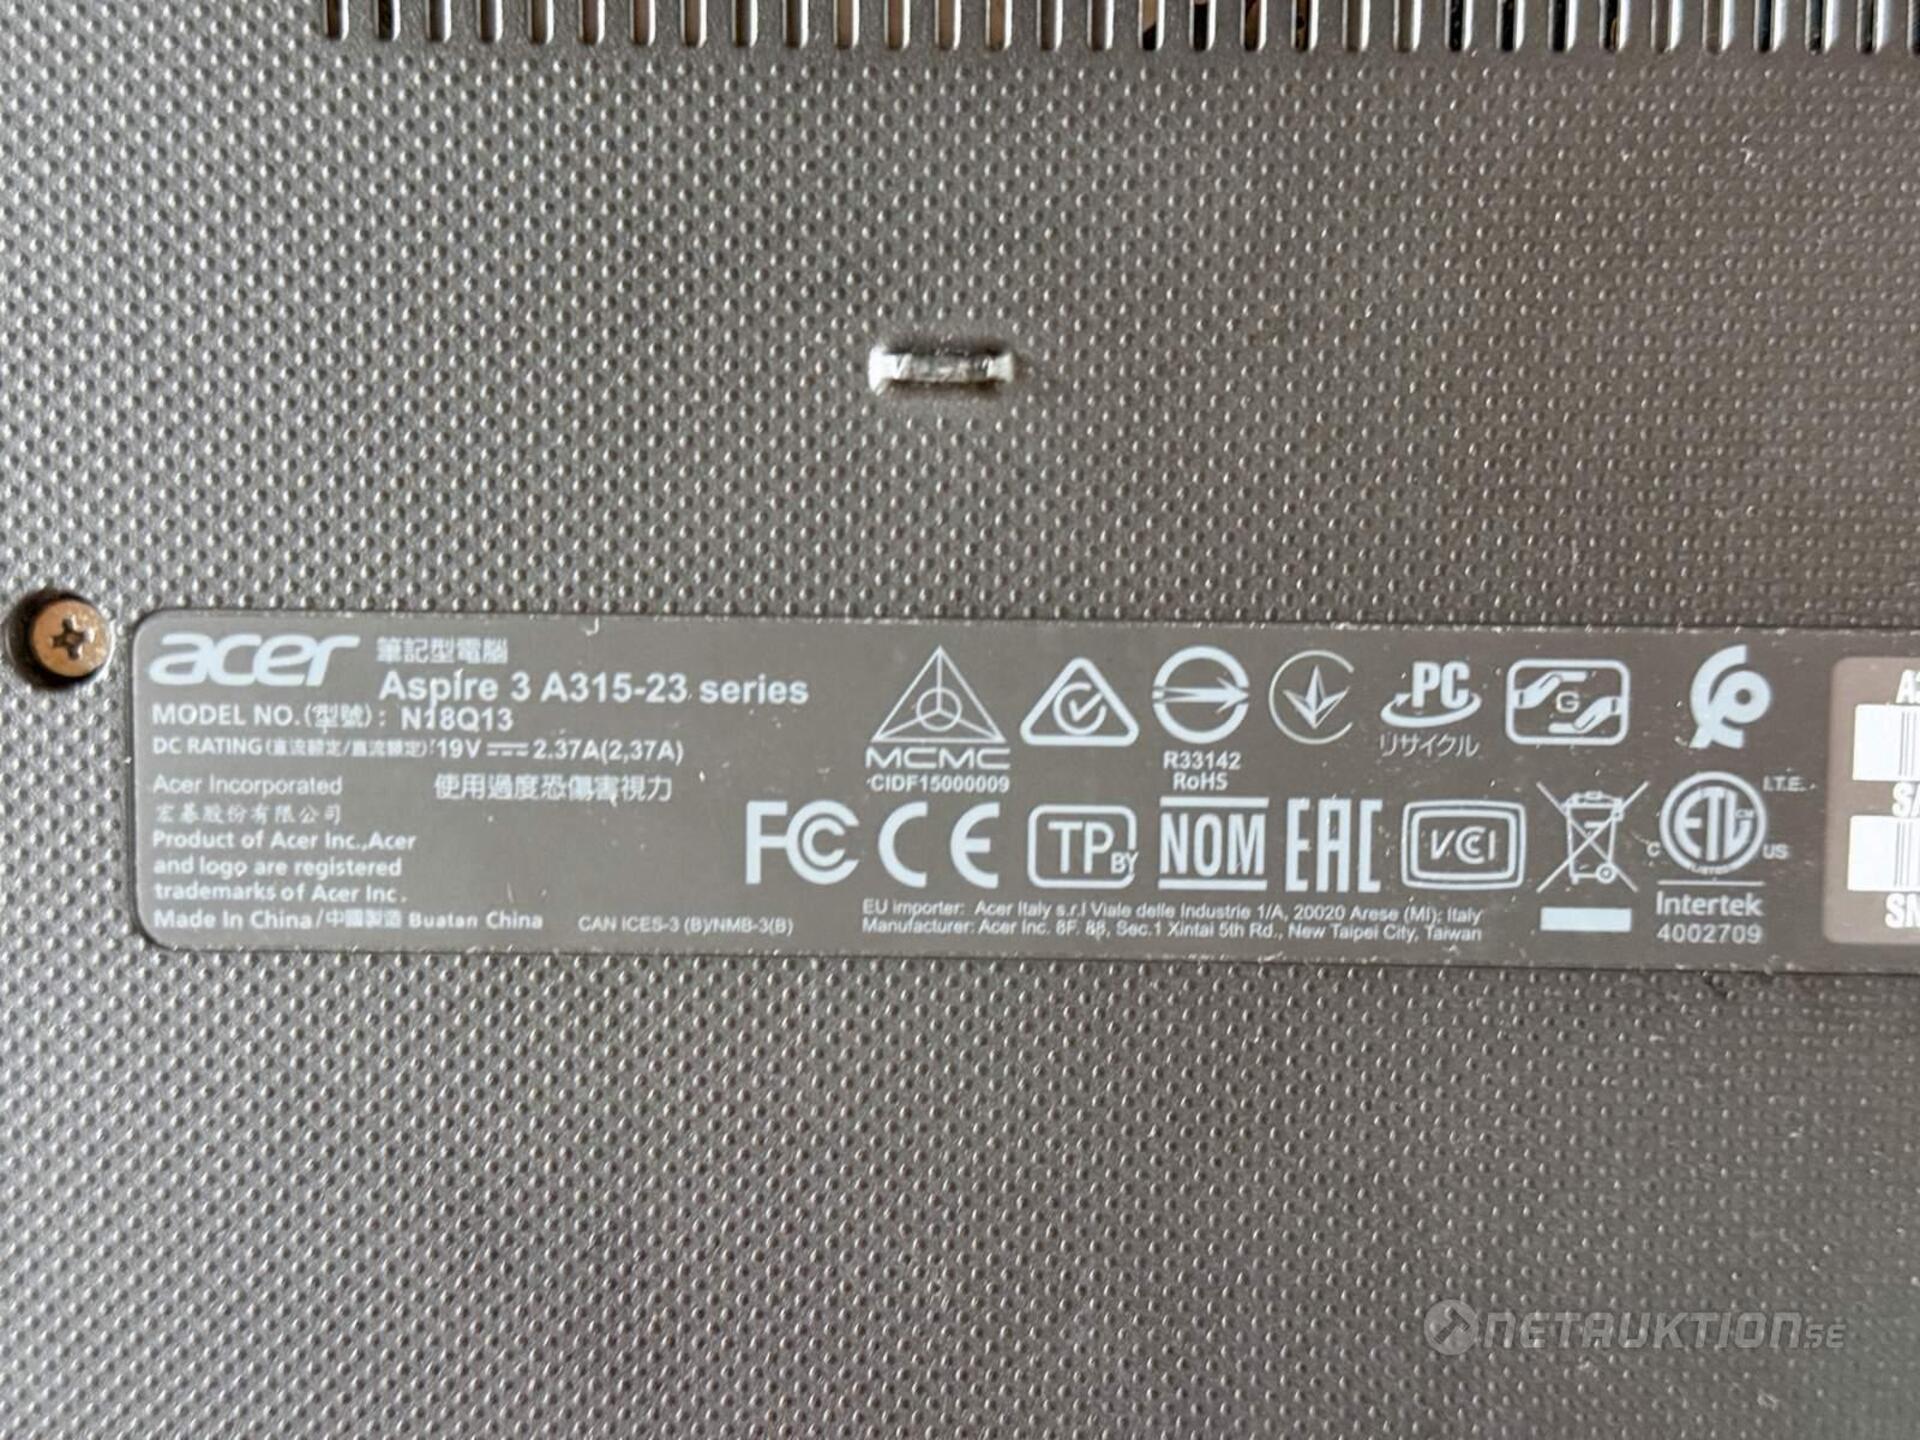 acer 筆記型電腦
Aspire 3 A315-23 series
MODEL NO.(型號): N18Q13
DC RATING(直流額定/直流額定):19V⎓2.37A(2,37A)
Acer Incorporated 使用過度恐傷害視力
宏碁股份有限公司
Product of Acer Inc.,Acer
and logo are registered
trademarks of Acer Inc.
Made In China/中國製造 Buatan China
CAN ICES-3 (B)/NMB-3(B)
MCMC
CIDF15000009
R33142
RoHS
PC
リサイクル
G
FC CE TP BY NOM EAC VCCI
ETL
C US
I.T.E.
Intertek
4002709
EU importer: Acer Italy s.r.l Viale delle Industrie 1/A, 20020 Arese (MI); Italy
Manufacturer: Acer Inc. 8F, 88, Sec.1 Xintai 5th Rd., New Taipei City, Taiwan
SN
NETAUKTION.SE